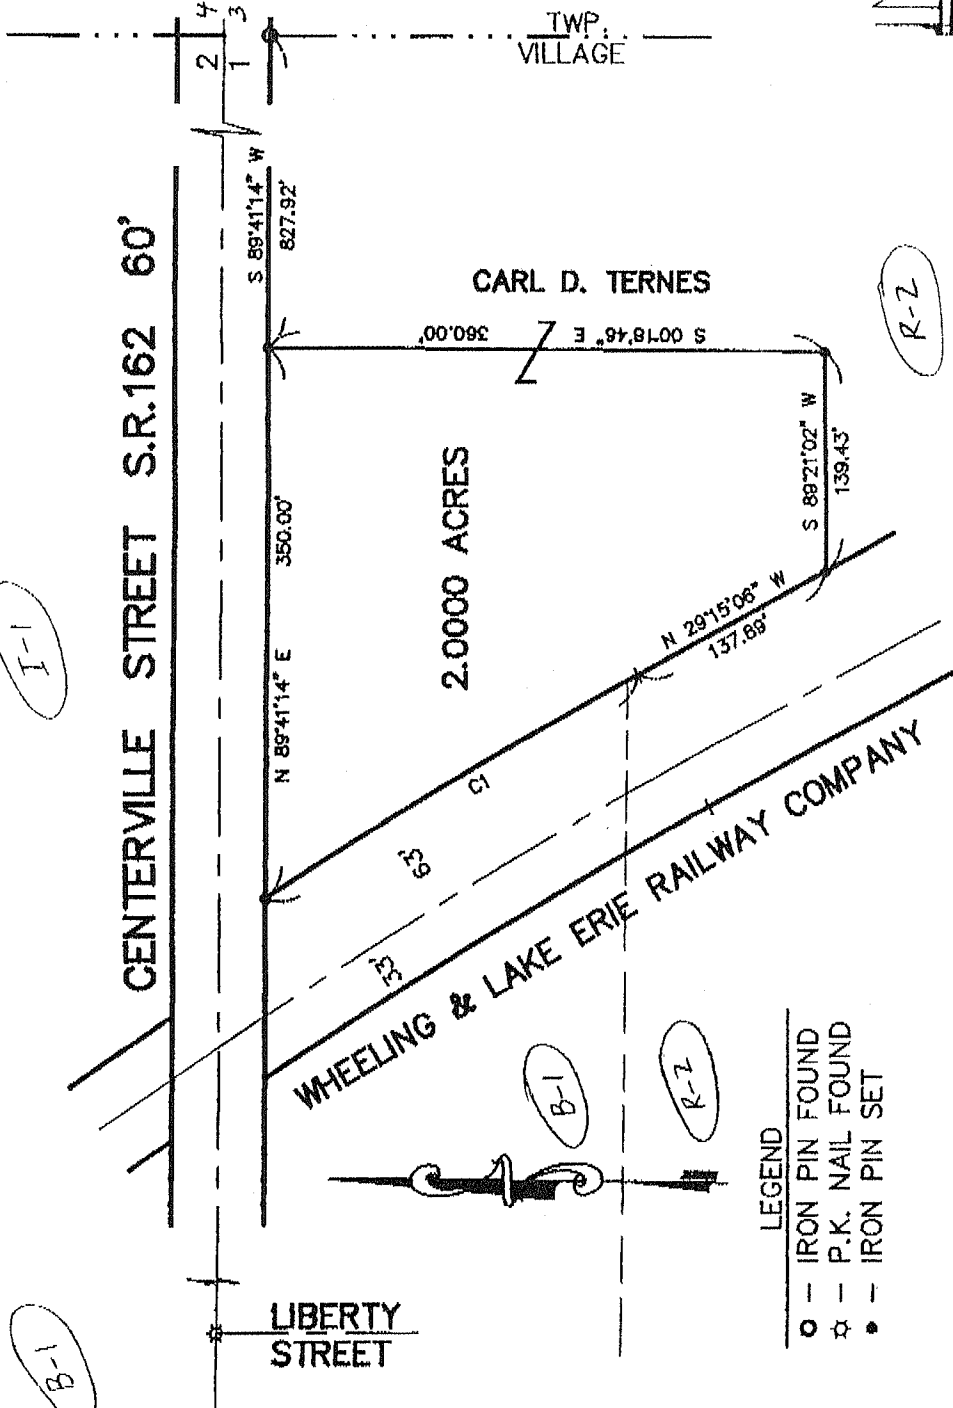 TWP.
VILLAGE
4
3
2
1
CENTERVILLE STREET S.R.162 60'
S 89°41'14" W
827.92'
CARL D. TERNES
S 00°18'46" E
360.00'
R-2
N 89°41'14" E
350.00'
2.0000 ACRES
S 89°21'02" W
139.43'
N 29°15'06" W
137.69'
C1
I-1
63'
33'
WHEELING & LAKE ERIE RAILWAY COMPANY
B-1
R-2
B-1
LIBERTY
STREET
LEGEND
- IRON PIN FOUND
- P.K. NAIL FOUND
- IRON PIN SET